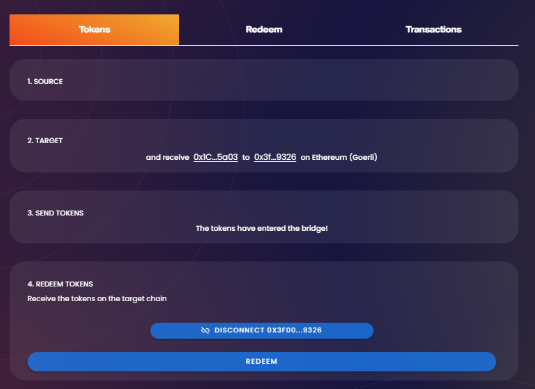 Tokens Redeem Transactions
1. SOURCE
2. TARGET
and receive 0x1C...5a03 to 0x3f...9326 on Ethereum (Goerli)
3. SEND TOKENS
The tokens have entered the bridge!
4. REDEEM TOKENS
Receive the tokens on the target chain
DISCONNECT 0X3F00...9326
REDEEM